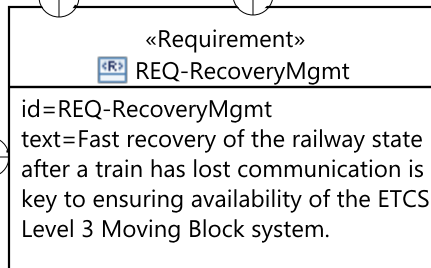 «Requirement»
<R> REQ-RecoveryMgmt
id=REQ-RecoveryMgmt
text=Fast recovery of the railway state
after a train has lost communication is
key to ensuring availability of the ETCS
Level 3 Moving Block system.